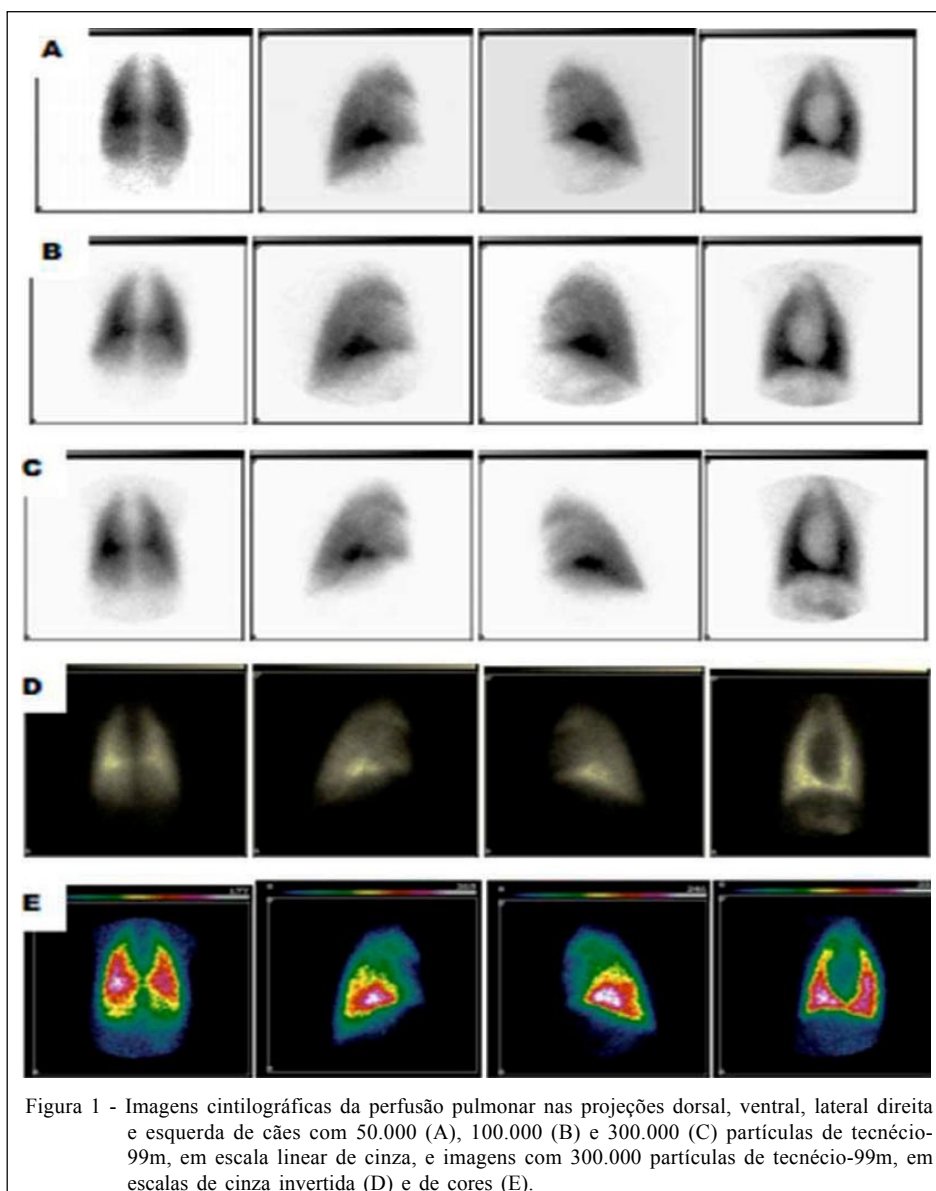 A
B
C
D
E
Figura 1 - Imagens cintilográficas da perfusão pulmonar nas projeções dorsal, ventral, lateral direita
e esquerda de cães com 50.000 (A), 100.000 (B) e 300.000 (C) partículas de tecnécio-
99m, em escala linear de cinza, e imagens com 300.000 partículas de tecnécio-99m, em
escalas de cinza invertida (D) e de cores (E).